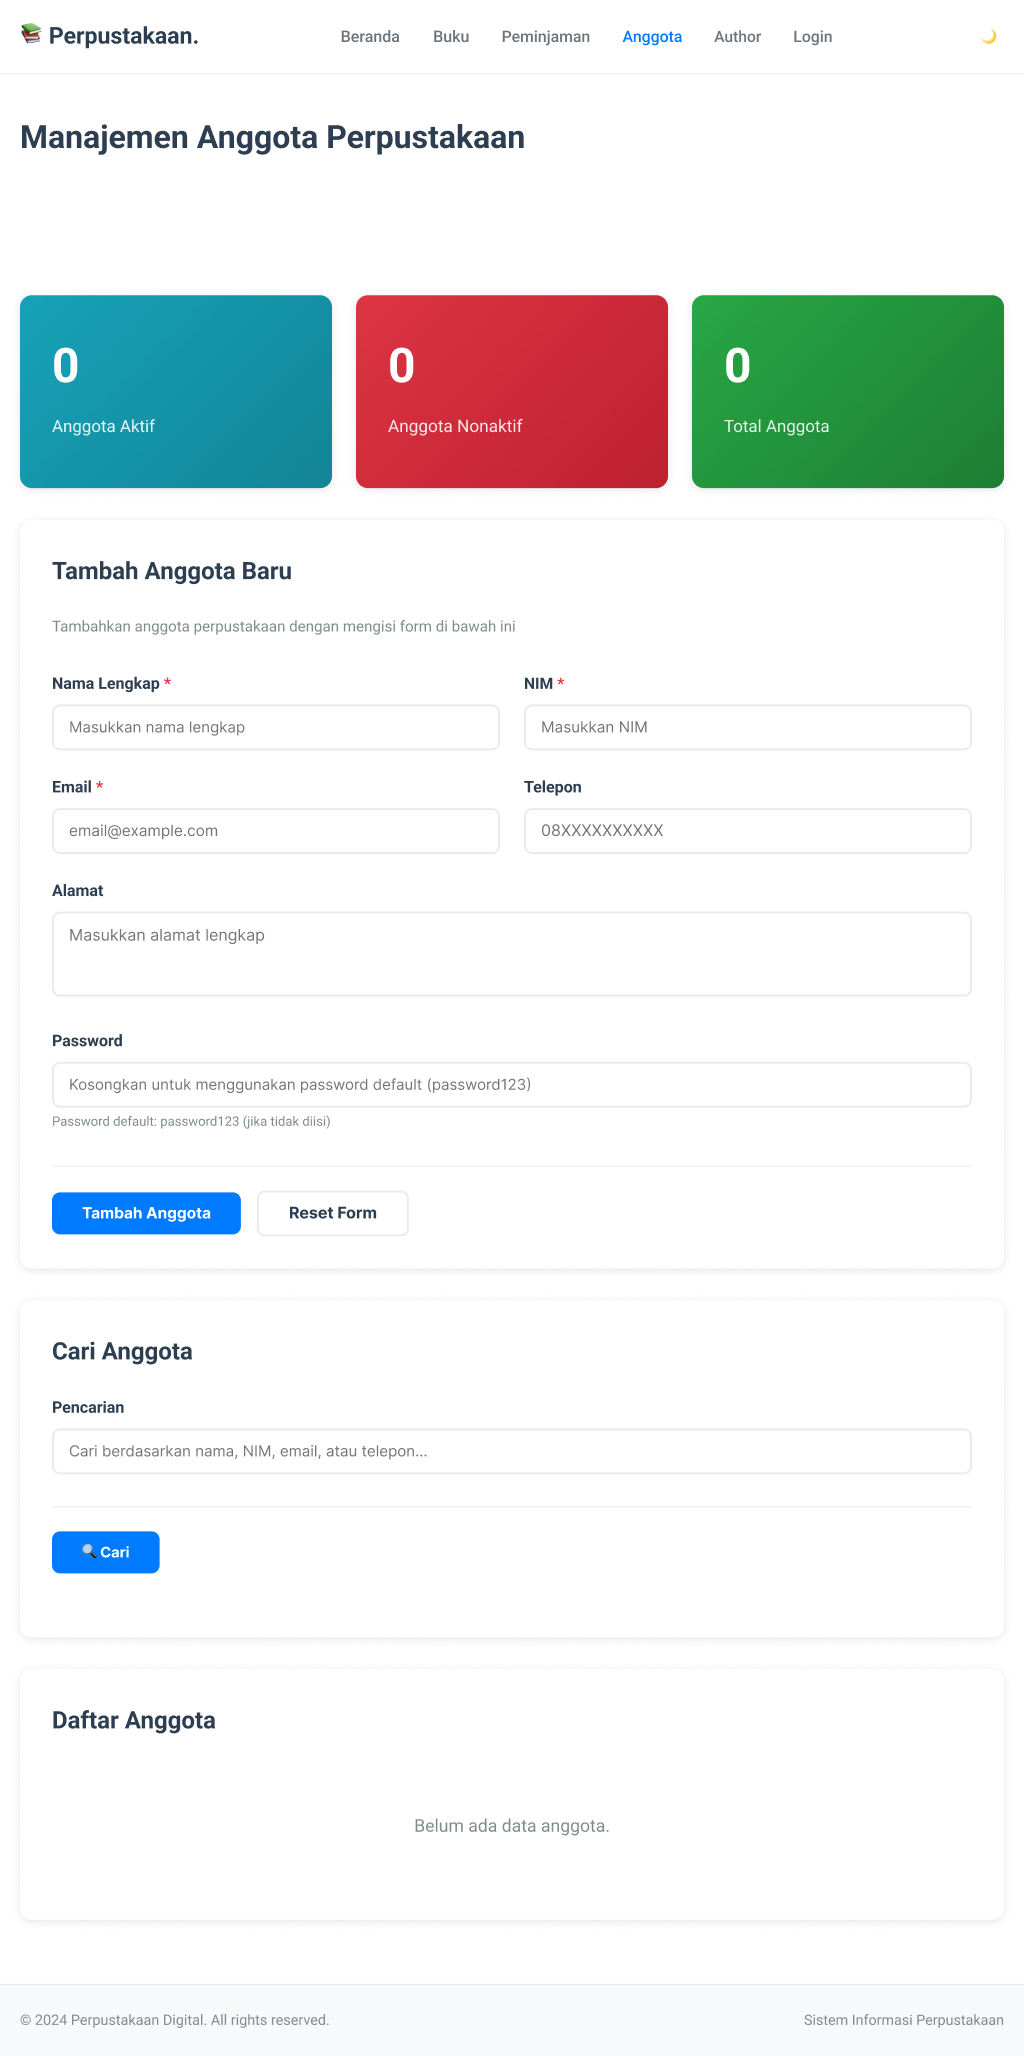 Perpustakaan.
Beranda Buku Peminjaman Anggota Author Login
Manajemen Anggota Perpustakaan
0
Anggota Aktif
0
Anggota Nonaktif
0
Total Anggota
Tambah Anggota Baru
Tambahkan anggota perpustakaan dengan mengisi form di bawah ini
Nama Lengkap *
Masukkan nama lengkap
NIM *
Masukkan NIM
Email *
email@example.com
Telepon
08XXXXXXXXXX
Alamat
Masukkan alamat lengkap
Password
Kosongkan untuk menggunakan password default (password123)
Password default: password123 (jika tidak diisi)
Tambah Anggota
Reset Form
Cari Anggota
Pencarian
Cari berdasarkan nama, NIM, email, atau telepon...
Cari
Daftar Anggota
Belum ada data anggota.
© 2024 Perpustakaan Digital. All rights reserved.
Sistem Informasi Perpustakaan